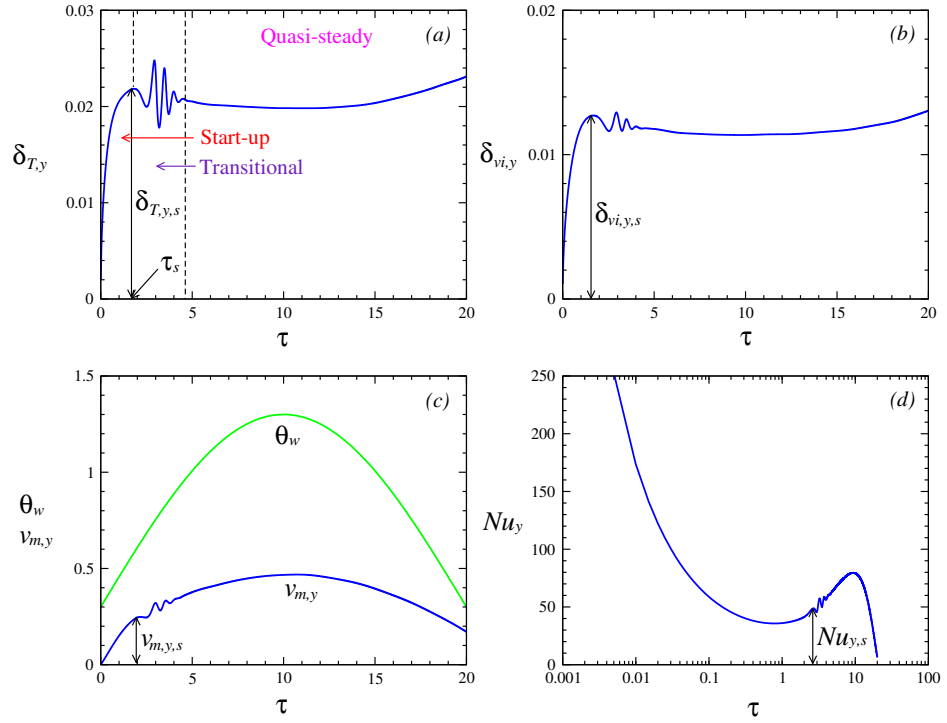 0.03
0.02
0.01
0
0
5
10
15
20
δT,y
τ
Quasi-steady
(a)
Start-up
Transitional
δT,y,s
τs
0.02
0.01
0
0
5
10
15
20
δvi,y
τ
(b)
δvi,y,s
1.5
1
0.5
0
0
5
10
15
20
θw
vm,y
τ
(c)
θw
vm,y
vm,y,s
250
200
150
100
50
0
0.001
0.01
0.1
1
10
100
Nuy
τ
(d)
Nuy,s